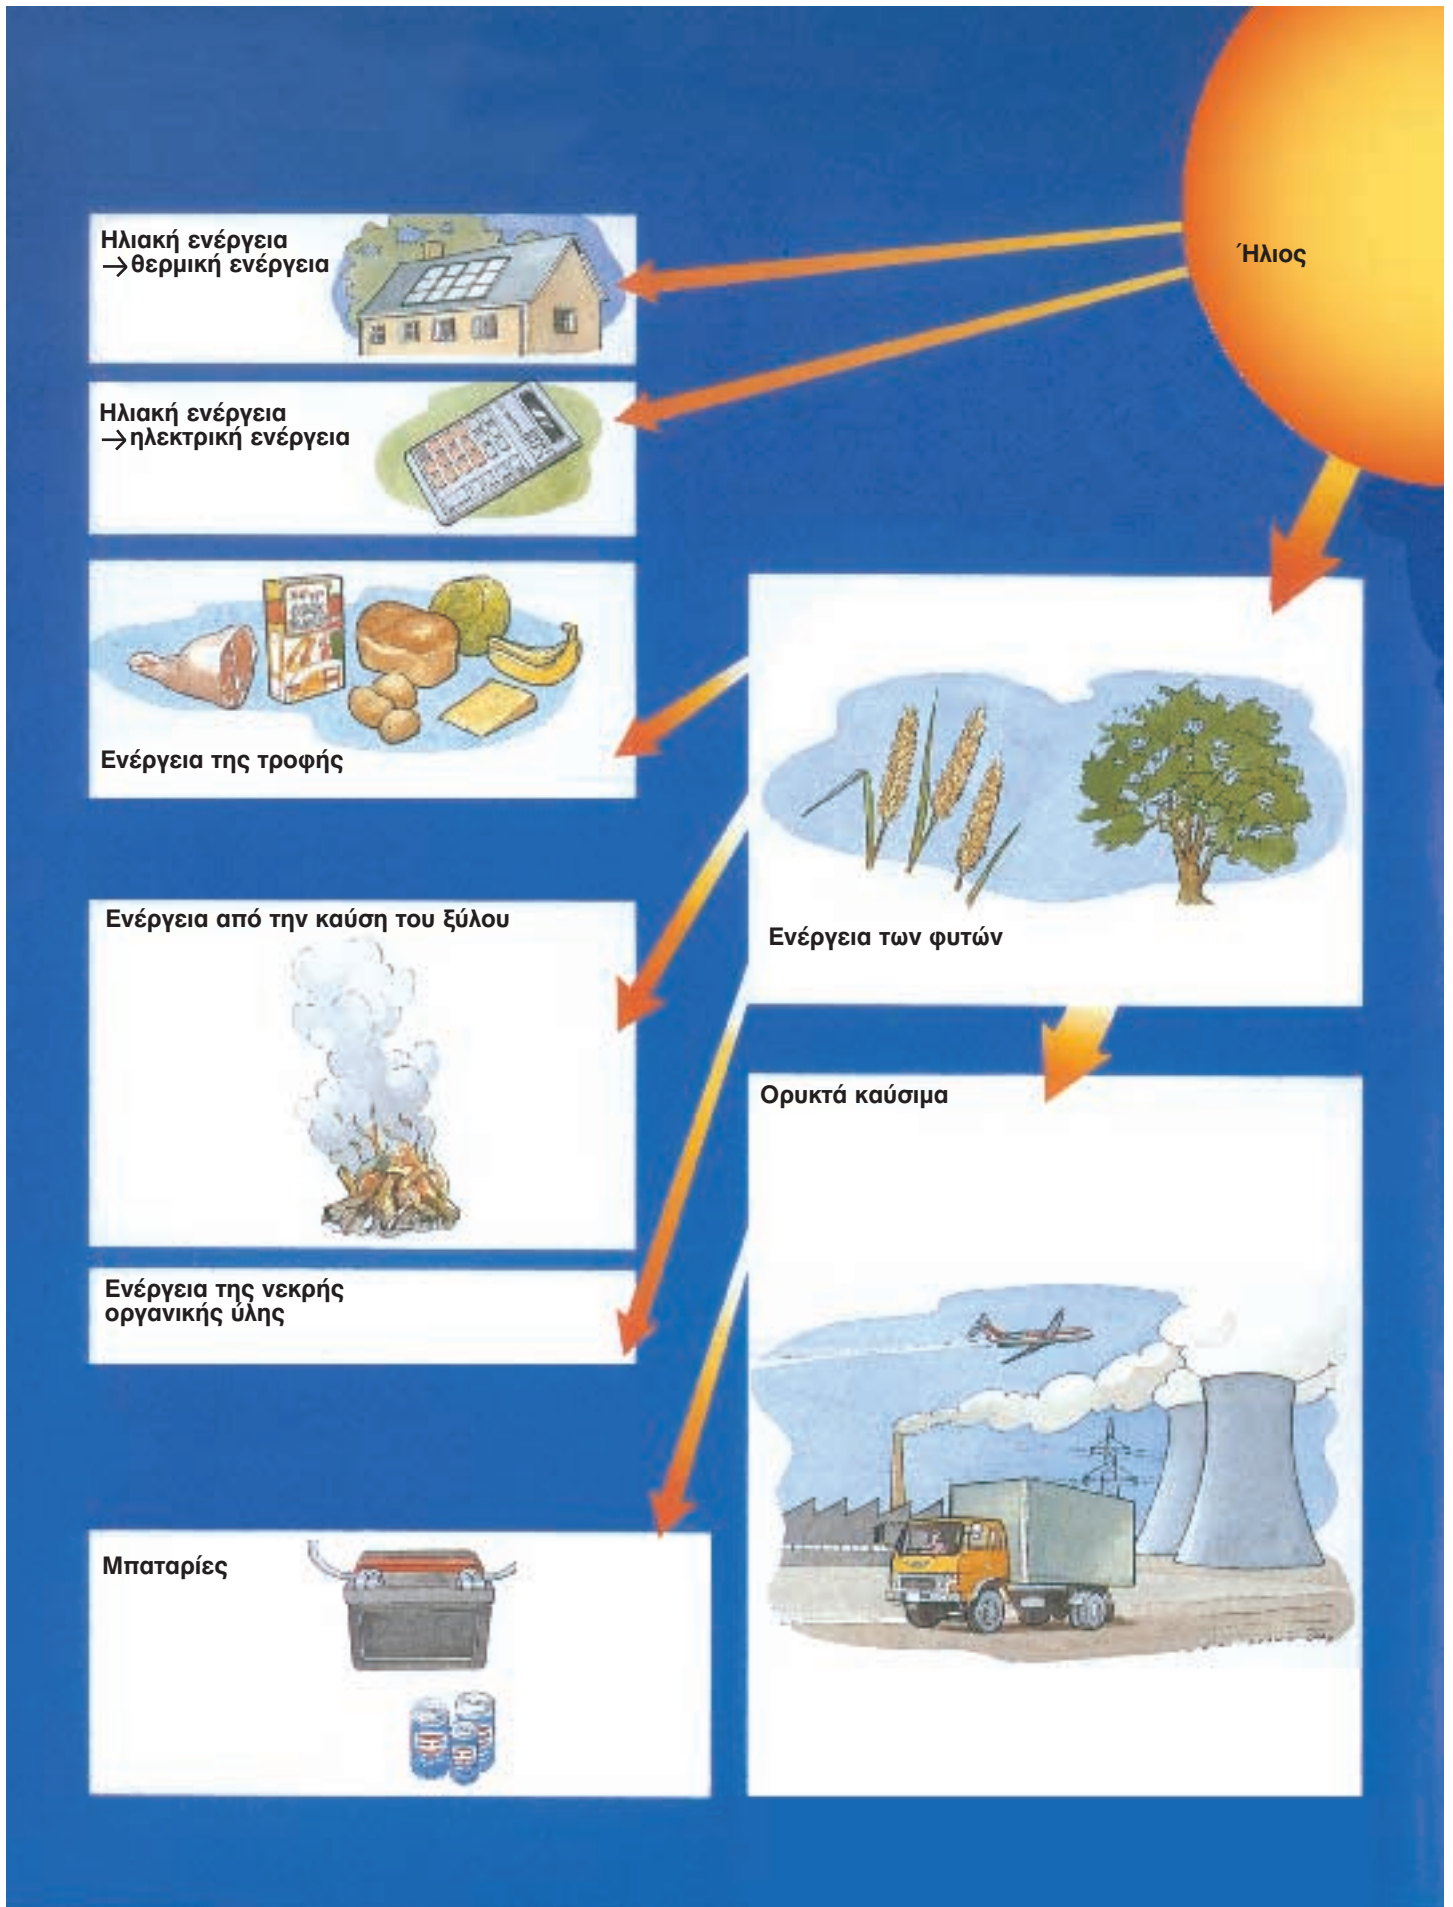 Ηλιακή ενέργεια
→θερμική ενέργεια
Ήλιος
Ηλιακή ενέργεια
→ηλεκτρική ενέργεια
Ενέργεια της τροφής
Ενέργεια των φυτών
Ενέργεια από την καύση του ξύλου
Ορυκτά καύσιμα
Ενέργεια της νεκρής
οργανικής ύλης
Μπαταρίες